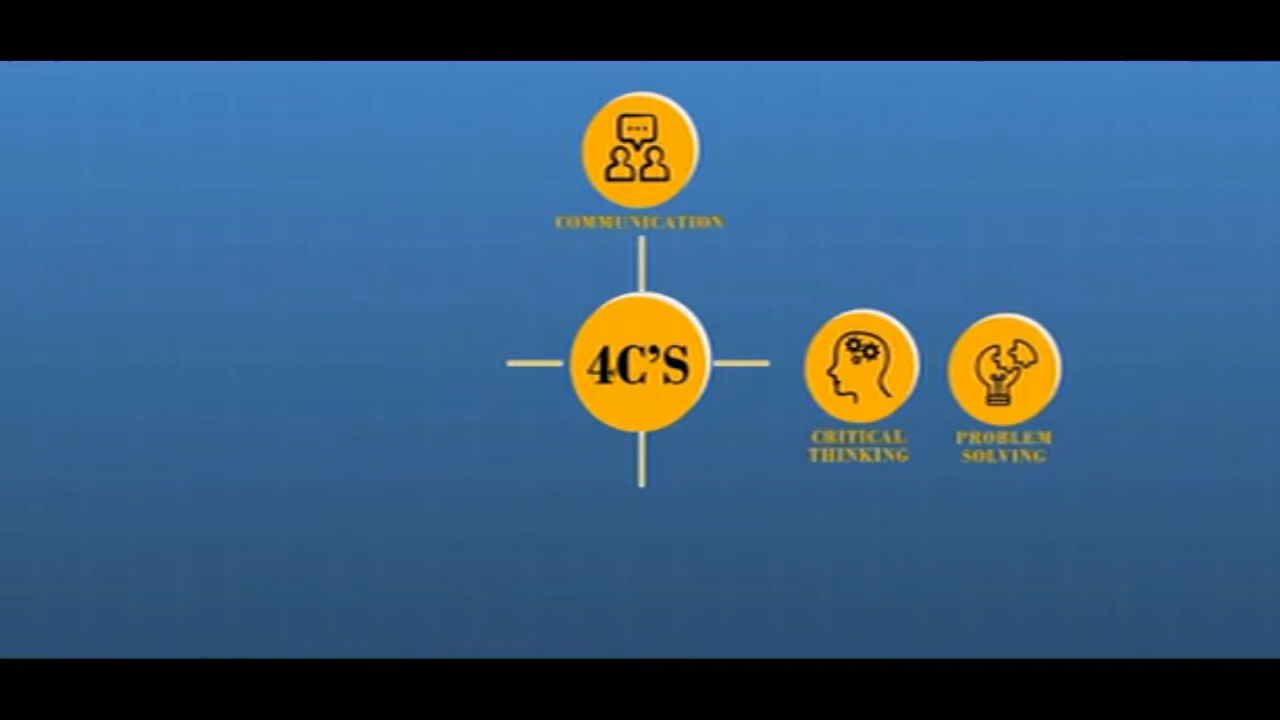 COMMUNICATION
4C'S
CRITICAL
THINKING
PROBLEM
SOLVING